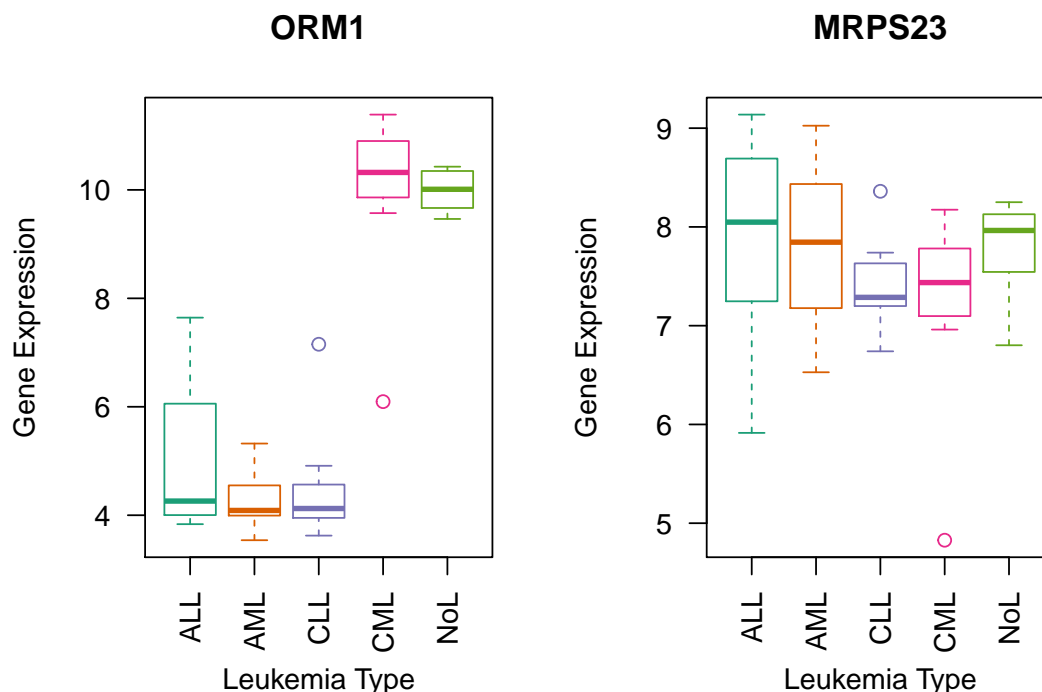 ORM1
Gene Expression
10
8
6
4
ALL
AML
CLL
CML
NoL
Leukemia Type
MRPS23
Gene Expression
9
8
7
6
5
ALL
AML
CLL
CML
NoL
Leukemia Type